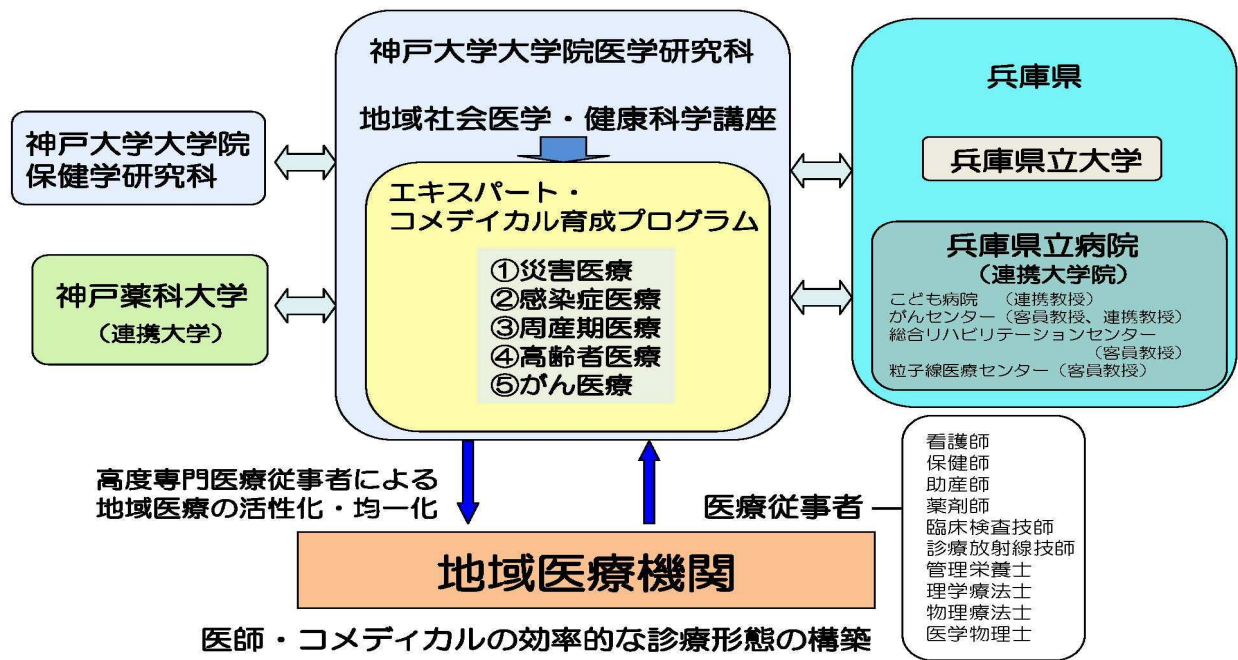 神戸大学大学院医学研究科
地域社会医学・健康科学講座
神戸大学大学院
保健学研究科
神戸薬科大学
(連携大学)
エキスパート・
コメディカル育成プログラム
①災害医療
②感染症医療
③周産期医療
④高齢者医療
⑤がん医療
兵庫県
兵庫県立大学
兵庫県立病院
(連携大学院)
こども病院 (連携教授)
がんセンター(客員教授、連携教授)
総合リハビリテーションセンター
(客員教授)
粒子線医療センター(客員教授)
高度専門医療従事者による
地域医療の活性化・均一化
医療従事者
看護師
保健師
助産師
薬剤師
臨床検査技師
診療放射線技師
管理栄養士
理学療法士
物理療法士
医学物理士
地域医療機関
医師・コメディカルの効率的な診療形態の構築